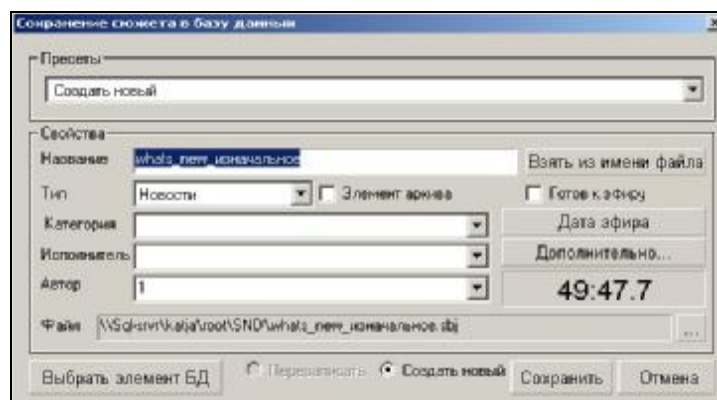 Сохранение сюжета в базу данных
Пресеты
Создать новый
Свойства
Название whats_new_изначальное Взять из имени файла
Тип Новости Элемент архива Готов к эфиру
Категория Дата эфира
Исполнитель Дополнительно...
Автор 1 49:47.7
Файл \\Sqlsrvr\katja\root\SND\whats_new_изначальное.sbj ...
Выбрать элемент БД Перезаписать Создать новый Сохранить Отмена